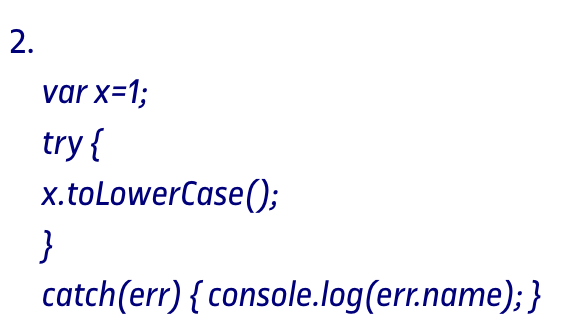 2.
var x=1;
try {
x.toLowerCase();
}
catch(err) { console.log(err.name); }